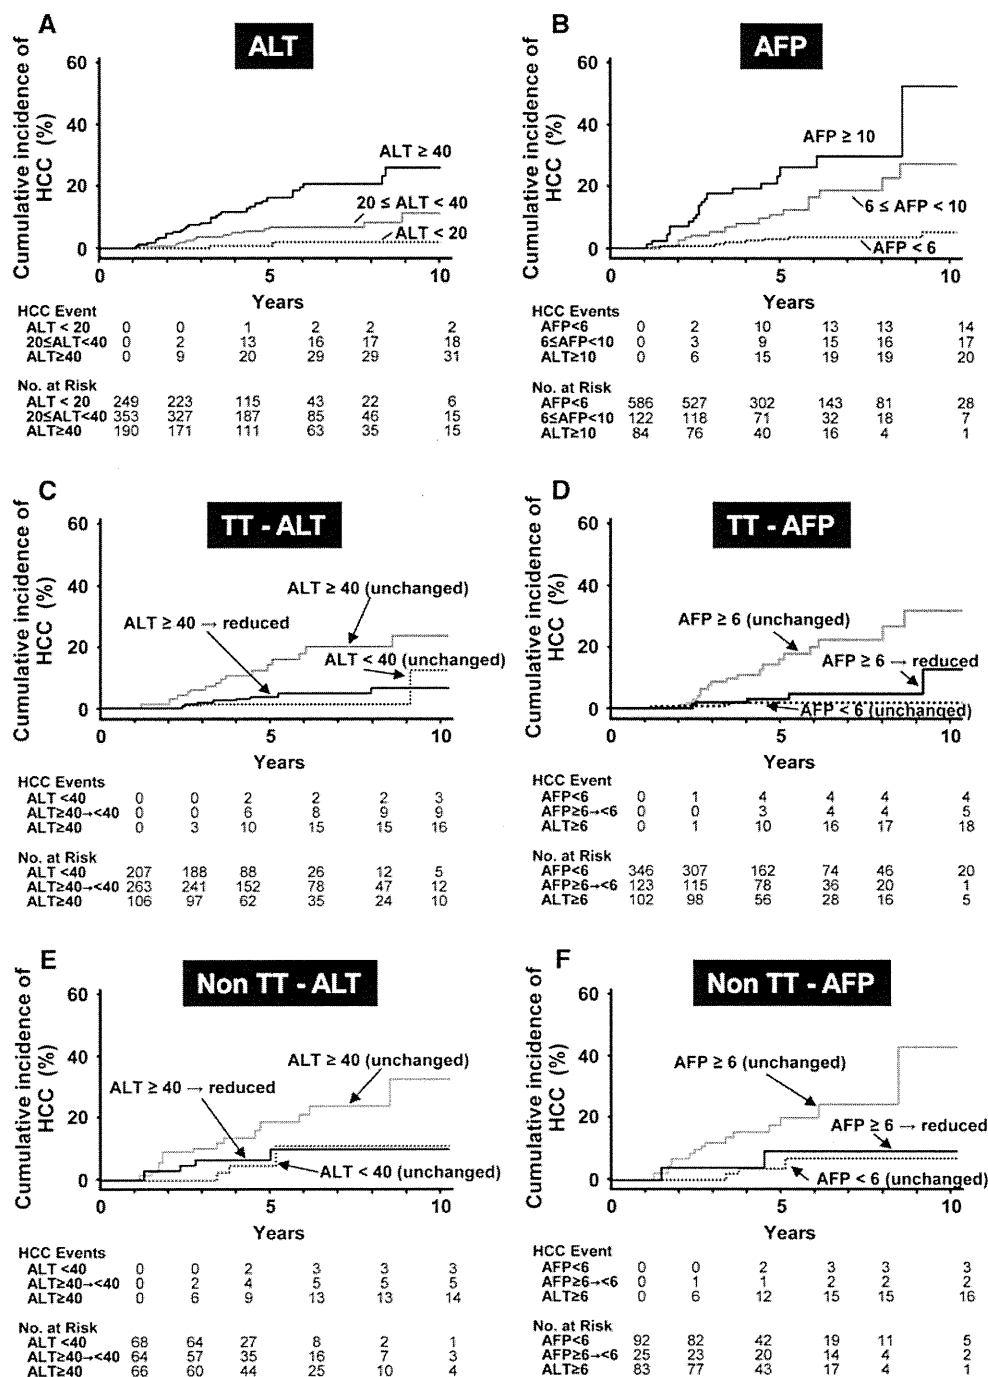 A
ALT
Cumulative incidence of
HCC (%)
60
40
20
0
ALT ≥ 40
20 ≤ ALT < 40
ALT < 20
0 5 10
Years
HCC Event
ALT < 20 0 0 1 2 2 2
20≤ALT<40 0 2 13 16 17 18
ALT≥40 0 9 20 29 29 31
No. at Risk
ALT < 20 249 223 115 43 22 6
20≤ALT<40 353 327 187 85 46 15
ALT≥40 190 171 111 63 35 15
B
AFP
Cumulative incidence of
HCC (%)
60
40
20
0
AFP ≥ 10
6 ≤ AFP < 10
AFP < 6
0 5 10
Years
HCC Event
AFP<6 0 2 10 13 13 14
6≤AFP<10 0 3 9 15 16 17
ALT≥10 0 6 15 19 19 20
No. at Risk
AFP<6 586 527 302 143 81 28
6≤AFP<10 122 118 71 32 18 7
ALT≥10 84 76 40 16 4 1
C
TT - ALT
Cumulative incidence of
HCC (%)
60
40
20
0
ALT ≥ 40 (unchanged)
ALT ≥ 40 → reduced
ALT < 40 (unchanged)
0 5 10
Years
HCC Events
ALT <40 0 0 2 2 2 3
ALT≥40→<40 0 0 6 8 9 9
ALT≥40 0 3 10 15 15 16
No. at Risk
ALT <40 207 188 88 26 12 5
ALT≥40→<40 263 241 152 78 47 12
ALT≥40 106 97 62 35 24 10
D
TT - AFP
Cumulative incidence of
HCC (%)
60
40
20
0
AFP ≥ 6 (unchanged)
AFP ≥ 6 → reduced
AFP < 6 (unchanged)
0 5 10
Years
HCC Event
AFP<6 0 1 4 4 4 4
AFP≥6→<6 0 0 3 4 4 5
ALT≥6 0 1 10 16 17 18
No. at Risk
AFP<6 346 307 162 74 46 20
AFP≥6→<6 123 115 78 36 20 1
ALT≥6 102 98 56 28 16 5
E
Non TT - ALT
Cumulative incidence of
HCC (%)
60
40
20
0
ALT ≥ 40 (unchanged)
ALT ≥ 40 → reduced
ALT < 40 (unchanged)
0 5 10
Years
HCC Events
ALT <40 0 0 2 3 3 3
ALT≥40→<40 0 2 4 5 5 5
ALT≥40 0 6 9 13 13 14
No. at Risk
ALT <40 68 64 27 8 2 1
ALT≥40→<40 64 57 35 16 7 3
ALT≥40 66 60 44 25 10 4
F
Non TT - AFP
Cumulative incidence of
HCC (%)
60
40
20
0
AFP ≥ 6 (unchanged)
AFP ≥ 6 → reduced
AFP < 6 (unchanged)
0 5 10
Years
HCC Event
AFP<6 0 0 2 3 3 3
AFP≥6→<6 0 1 1 2 2 2
ALT≥6 0 6 12 15 15 16
No. at Risk
AFP<6 92 82 42 19 11 5
AFP≥6→<6 25 23 20 14 4 2
ALT≥6 83 77 43 17 4 1